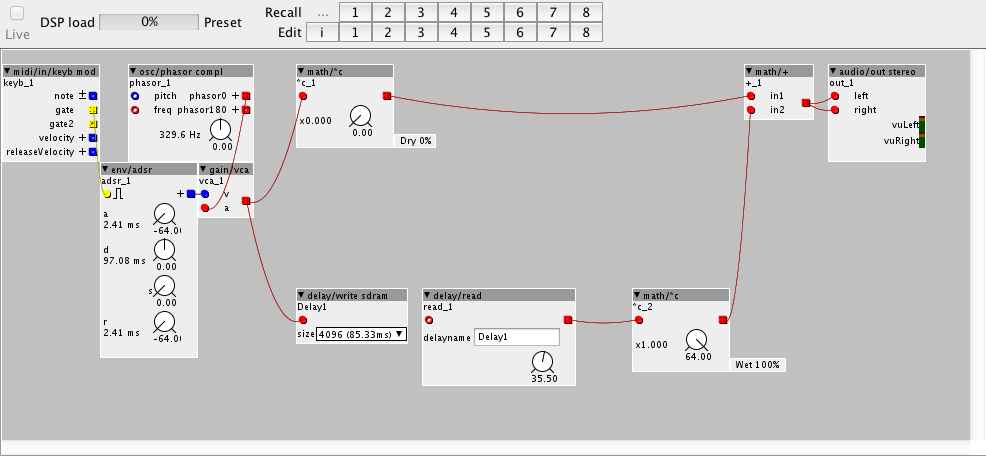 Recall ... 1 2 3 4 5 6 7 8
Live DSP load 0% Preset
Edit i 1 2 3 4 5 6 7 8
midi/in/keyb mod
keyb_1
note ±
gate
gate2
velocity +
releaseVelocity +
osc/phasor compl
phasor_1
pitch phasor0 +
freq phasor180
329.6 Hz
0.00
math/^c
^c_1
x0.000
0.00
Dry 0%
math/+
+_1
in1
in2
audio/out stereo
out_1
left
right
vuLeft
vuRight
env/adsr
adsr_1
+
a
2.41 ms
-64.0
d
97.08 ms
0.00
s
0.00
r
2.41 ms
-64.0
gain/vca
vca_1
v
a
delay/write sdram
Delay1
size 4096 (85.33ms)
delay/read
read_1
delayname Delay1
35.50
math/^c
^c_2
x1.000
64.00
Wet 100%